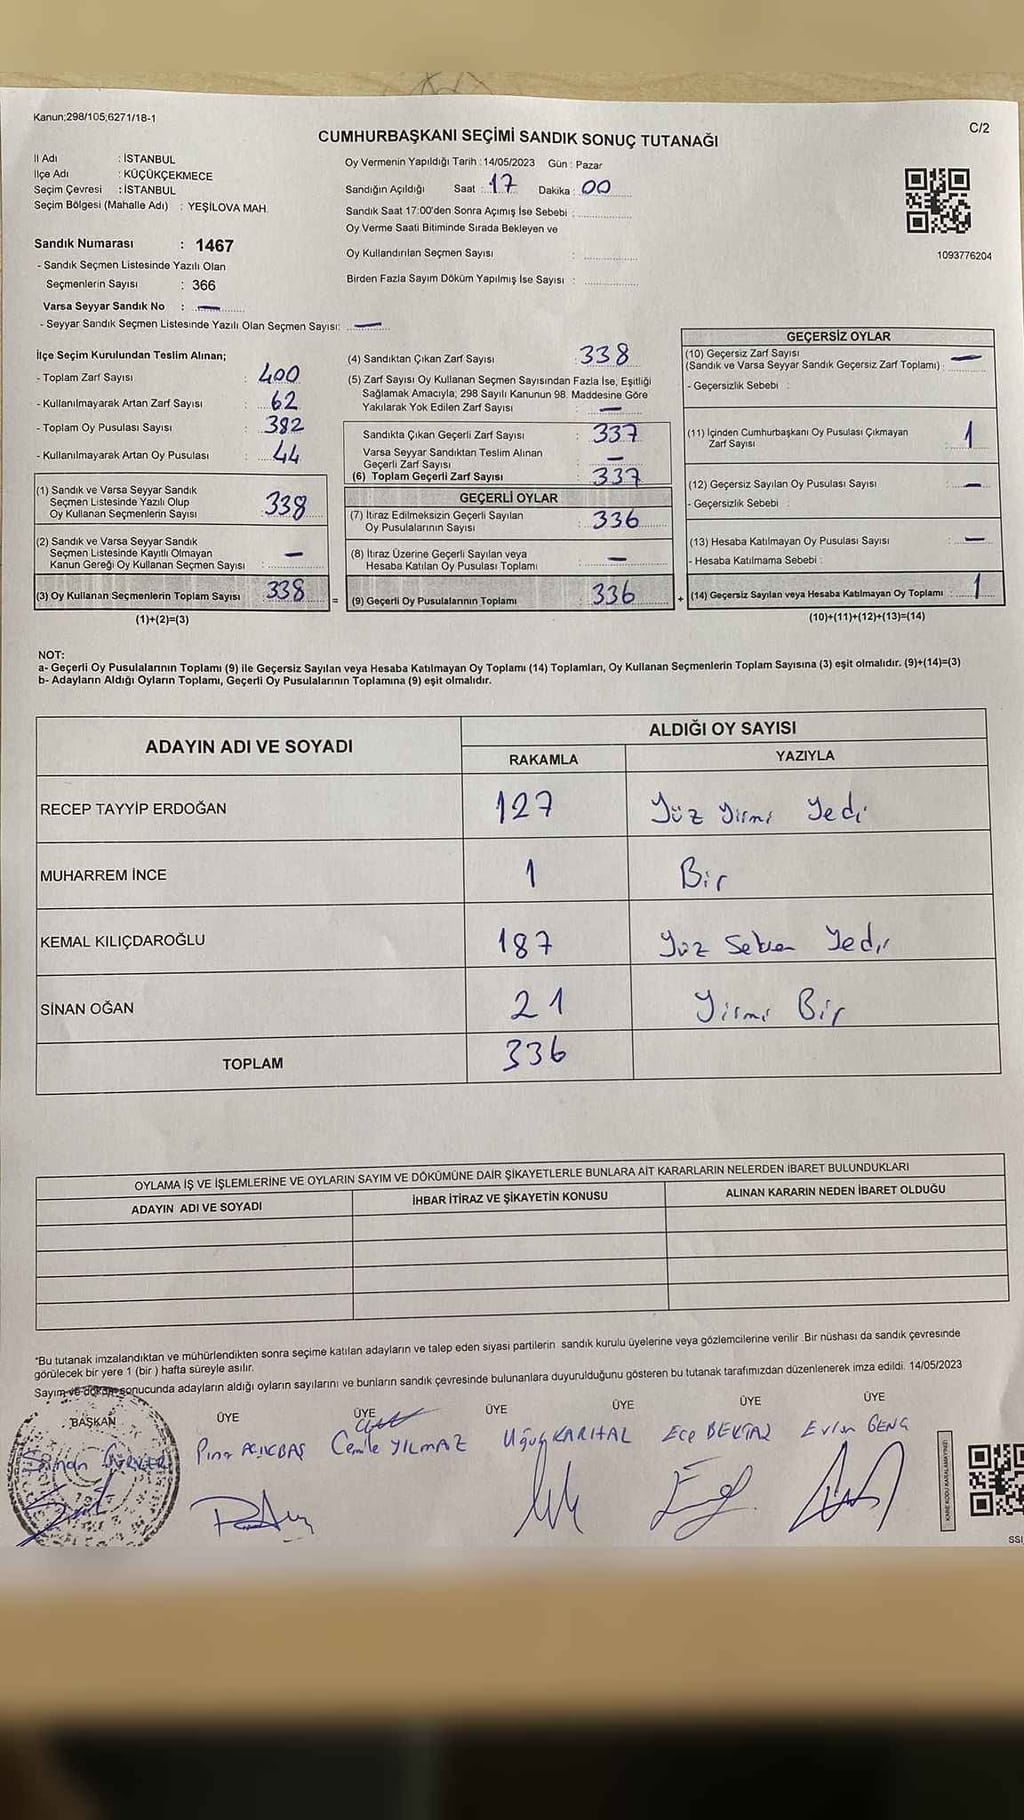 Kanun;298/105;6271/18-1
C/2
CUMHURBAŞKANI SEÇİMİ SANDIK SONUÇ TUTANAĞI
İl Adı : İSTANBUL
İlçe Adı : KÜÇÜKÇEKMECE
Seçim Çevresi : İSTANBUL
Seçim Bölgesi (Mahalle Adı) : YEŞİLOVA MAH.
Oy Vermenin Yapıldığı Tarih : 14/05/2023 Gün : Pazar
Sandığın Açıldığı Saat : 17 Dakika : 00
Sandık Saat 17:00'den Sonra Açımış İse Sebebi :
Oy Verme Saati Bitiminde Sırada Bekleyen ve
Oy Kullandırılan Seçmen Sayısı :
Birden Fazla Sayım Döküm Yapılmış İse Sayısı :
1093776204
Sandık Numarası : 1467
- Sandık Seçmen Listesinde Yazılı Olan
Seçmenlerin Sayısı : 366
Varsa Seyyar Sandık No : —
- Seyyar Sandık Seçmen Listesinde Yazılı Olan Seçmen Sayısı: —
İlçe Seçim Kurulundan Teslim Alınan;
- Toplam Zarf Sayısı : 400
- Kullanılmayarak Artan Zarf Sayısı : 62
- Toplam Oy Pusulası Sayısı : 382
- Kullanılmayarak Artan Oy Pusulası : 44
(1) Sandık ve Varsa Seyyar Sandık
Seçmen Listesinde Yazılı Olup
Oy Kullanan Seçmenlerin Sayısı : 338
(2) Sandık ve Varsa Seyyar Sandık
Seçmen Listesinde Kayıtlı Olmayan
Kanun Gereği Oy Kullanan Seçmen Sayısı : —
(3) Oy Kullanan Seçmenlerin Toplam Sayısı : 338
(1)+(2)=(3)
(4) Sandıktan Çıkan Zarf Sayısı : 338
(5) Zarf Sayısı Oy Kullanan Seçmen Sayısından Fazla İse, Eşitliği
Sağlamak Amacıyla; 298 Sayılı Kanunun 98. Maddesine Göre
Yakılarak Yok Edilen Zarf Sayısı : —
Sandıkta Çıkan Geçerli Zarf Sayısı : 337
Varsa Seyyar Sandıktan Teslim Alınan
Geçerli Zarf Sayısı : —
(6) Toplam Geçerli Zarf Sayısı : 337
GEÇERLİ OYLAR
(7) İtiraz Edilmeksizin Geçerli Sayılan
Oy Pusulalarının Sayısı : 336
(8) İtiraz Üzerine Geçerli Sayılan veya
Hesaba Katılan Oy Pusulası Toplamı : —
= (9) Geçerli Oy Pusulalarının Toplamı : 336
GEÇERSİZ OYLAR
(10) Geçersiz Zarf Sayısı
(Sandık ve Varsa Seyyar Sandık Geçersiz Zarf Toplamı) : —
- Geçersizlik Sebebi :
(11) İçinden Cumhurbaşkanı Oy Pusulası Çıkmayan
Zarf Sayısı : 1
(12) Geçersiz Sayılan Oy Pusulası Sayısı : —
- Geçersizlik Sebebi :
(13) Hesaba Katılmayan Oy Pusulası Sayısı : —
- Hesaba Katılmama Sebebi :
+ (14) Geçersiz Sayılan veya Hesaba Katılmayan Oy Toplamı : 1
(10)+(11)+(12)+(13)=(14)
NOT:
a- Geçerli Oy Pusulalarının Toplamı (9) ile Geçersiz Sayılan veya Hesaba Katılmayan Oy Toplamı (14) Toplamları, Oy Kullanan Seçmenlerin Toplam Sayısına (3) eşit olmalıdır. (9)+(14)=(3)
b- Adayların Aldığı Oyların Toplamı, Geçerli Oy Pusulalarının Toplamına (9) eşit olmalıdır.
ADAYIN ADI VE SOYADI ALDIĞI OY SAYISI
RAKAMLA YAZIYLA
RECEP TAYYİP ERDOĞAN 127 Yüz Yirmi Yedi
MUHARREM İNCE 1 Bir
KEMAL KILIÇDAROĞLU 187 Yüz Seksen Yedi
SİNAN OĞAN 21 Yirmi Bir
TOPLAM 336
OYLAMA İŞ VE İŞLEMLERİNE VE OYLARIN SAYIM VE DÖKÜMÜNE DAİR ŞİKAYETLERLE BUNLARA AİT KARARLARIN NELERDEN İBARET BULUNDUKLARI
ADAYIN ADI VE SOYADI İHBAR İTİRAZ VE ŞİKAYETİN KONUSU ALINAN KARARIN NEDEN İBARET OLDUĞU
*Bu tutanak imzalandıktan ve mühürlendikten sonra seçime katılan adayların ve talep eden siyasi partilerin sandık kurulu üyelerine veya gözlemcilerine verilir .Bir nüshası da sandık çevresinde
görülecek bir yere 1 (bir ) hafta süreyle asılır.
Sayım ve döküm sonucunda adayların aldığı oyların sayılarını ve bunların sandık çevresinde bulunanlara duyurulduğunu gösteren bu tutanak tarafımızdan düzenlenerek imza edildi. 14/05/2023
BAŞKAN ÜYE ÜYE ÜYE ÜYE ÜYE
Pınar AÇIKBAŞ Cemile YILMAZ Uğur KARITAL Ece BEKTAŞ Evlin GENÇ
SSI